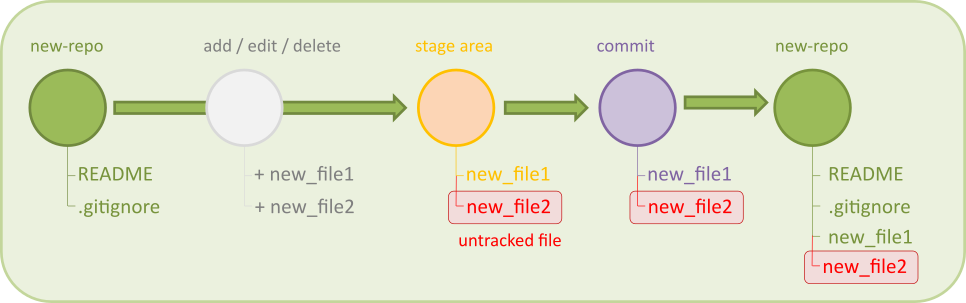 new-repo
add / edit / delete
stage area
commit
new-repo
README
.gitignore
+ new_file1
+ new_file2
new_file1
new_file2
untracked file
new_file1
new_file2
README
.gitignore
new_file1
new_file2